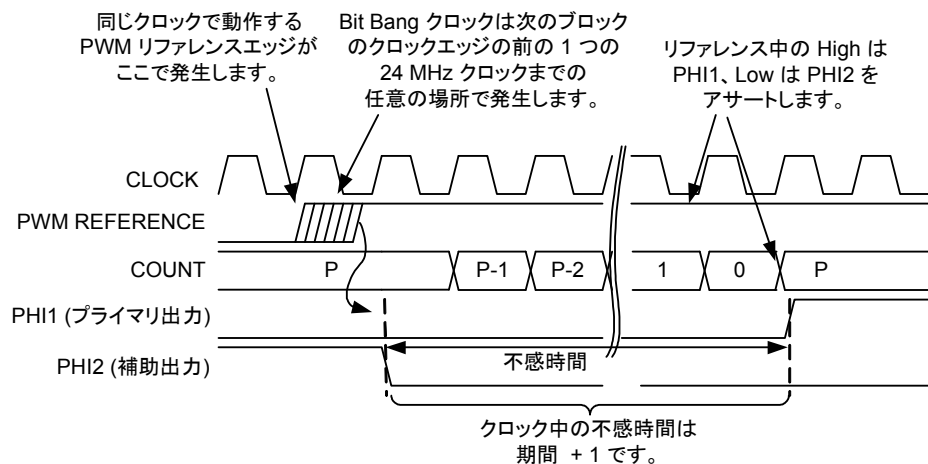 同じクロックで動作する
PWM リファレンスエッジが
ここで発生します。
Bit Bang クロックは次のブロック
のクロックエッジの前の 1 つの
24 MHz クロックまでの
任意の場所で発生します。
リファレンス中の High は
PHI1、Low は PHI2 を
アサートします。
CLOCK
PWM REFERENCE
COUNT P P-1 P-2 1 0 P
PHI1 (プライマリ出力)
PHI2 (補助出力)
不感時間
クロック中の不感時間は
期間 + 1 です。